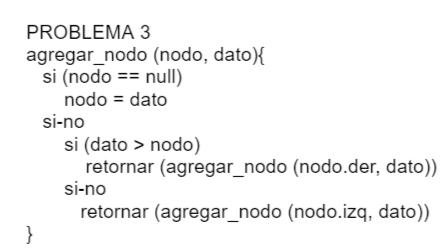 PROBLEMA 3
agregar_nodo (nodo, dato){
si (nodo == null)
nodo = dato
si-no
si (dato > nodo)
retornar (agregar_nodo (nodo.der, dato))
si-no
retornar (agregar_nodo (nodo.izq, dato))
}